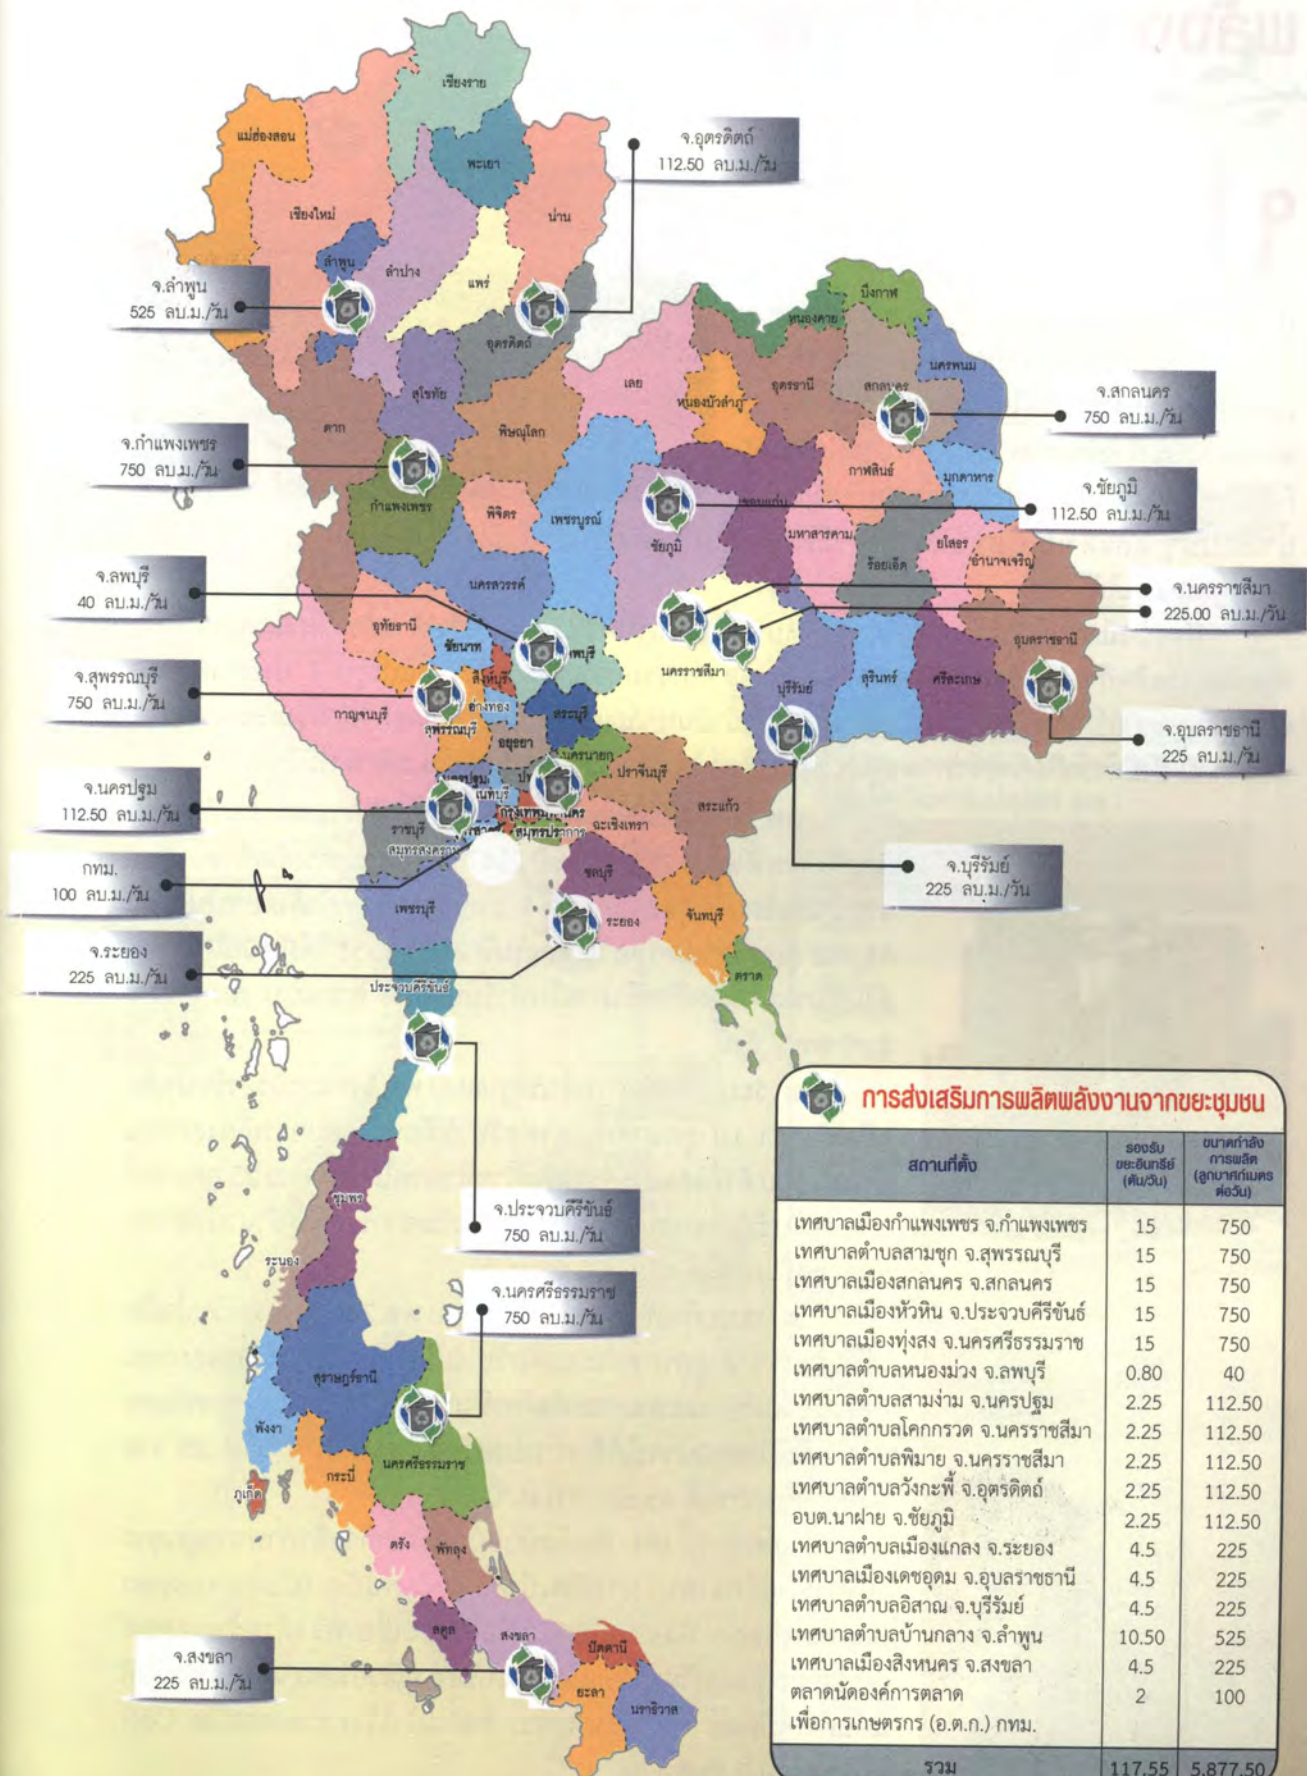 เชียงราย
แม่ฮ่องสอน
พะเยา
เชียงใหม่
น่าน
ลำพูน
ลำปาง
แพร่
อุตรดิตถ์
สุโขทัย
ตาก
พิษณุโลก
กำแพงเพชร
พิจิตร
เพชรบูรณ์
นครสวรรค์
อุทัยธานี
ชัยนาท
บึงกาฬ
หนองคาย
เลย
หนองบัวลำภู
อุดรธานี
สกลนคร
นครพนม
กาฬสินธุ์
มุกดาหาร
ชัยภูมิ
มหาสารคาม
ร้อยเอ็ด
ยโสธร
อำนาจเจริญ
อุบลราชธานี
นครราชสีมา
บุรีรัมย์
สุรินทร์
ศรีสะเกษ
สิงห์บุรี
กาญจนบุรี
สุพรรณบุรี
อ่างทอง
สระบุรี
อยุธยา
นครนายก
ปราจีนบุรี
นครปฐม
กรุงเทพมหานคร
สมุทรปราการ
ฉะเชิงเทรา
สระแก้ว
ราชบุรี
สมุทรสงคราม
ชลบุรี
เพชรบุรี
ระยอง
จันทบุรี
ตราด
ประจวบคีรีขันธ์
ชุมพร
ระนอง
สุราษฎร์ธานี
พังงา
กระบี่
นครศรีธรรมราช
ภูเก็ต
ตรัง
พัทลุง
สตูล
สงขลา
ปัตตานี
ยะลา
นราธิวาส
จ.อุตรดิตถ์
112.50 ลบ.ม./วัน
จ.ลำพูน
525 ลบ.ม./วัน
จ.สกลนคร
750 ลบ.ม./วัน
จ.กำแพงเพชร
750 ลบ.ม./วัน
จ.ชัยภูมิ
112.50 ลบ.ม./วัน
จ.ลพบุรี
40 ลบ.ม./วัน
จ.นครราชสีมา
225.00 ลบ.ม./วัน
จ.สุพรรณบุรี
750 ลบ.ม./วัน
จ.อุบลราชธานี
225 ลบ.ม./วัน
จ.นครปฐม
112.50 ลบ.ม./วัน
กทม.
100 ลบ.ม./วัน
จ.บุรีรัมย์
225 ลบ.ม./วัน
จ.ระยอง
225 ลบ.ม./วัน
จ.ประจวบคีรีขันธ์
750 ลบ.ม./วัน
จ.นครศรีธรรมราช
750 ลบ.ม./วัน
จ.สงขลา
225 ลบ.ม./วัน
การส่งเสริมการผลิตพลังงานจากขยะชุมชน
สถานที่ตั้ง รองรับขยะอินทรีย์ (ตัน/วัน) ขนาดกำลังการผลิต (ลูกบาศก์เมตรต่อวัน)
เทศบาลเมืองกำแพงเพชร จ.กำแพงเพชร 15 750
เทศบาลตำบลสามชุก จ.สุพรรณบุรี 15 750
เทศบาลเมืองสกลนคร จ.สกลนคร 15 750
เทศบาลเมืองหัวหิน จ.ประจวบคีรีขันธ์ 15 750
เทศบาลเมืองทุ่งสง จ.นครศรีธรรมราช 15 750
เทศบาลตำบลหนองม่วง จ.ลพบุรี 0.80 40
เทศบาลตำบลสามง่าม จ.นครปฐม 2.25 112.50
เทศบาลตำบลโคกกรวด จ.นครราชสีมา 2.25 112.50
เทศบาลตำบลพิมาย จ.นครราชสีมา 2.25 112.50
เทศบาลตำบลวังกะพี้ จ.อุตรดิตถ์ 2.25 112.50
อบต.นาฝาย จ.ชัยภูมิ 2.25 112.50
เทศบาลตำบลเมืองแกลง จ.ระยอง 4.5 225
เทศบาลเมืองเดชอุดม จ.อุบลราชธานี 4.5 225
เทศบาลตำบลอิสาณ จ.บุรีรัมย์ 4.5 225
เทศบาลตำบลบ้านกลาง จ.ลำพูน 10.50 525
เทศบาลเมืองสิงหนคร จ.สงขลา 4.5 225
ตลาดนัดองค์การตลาด 2 100
เพื่อการเกษตรกร (อ.ต.ก.) กทม.
รวม 117.55 5,877.50